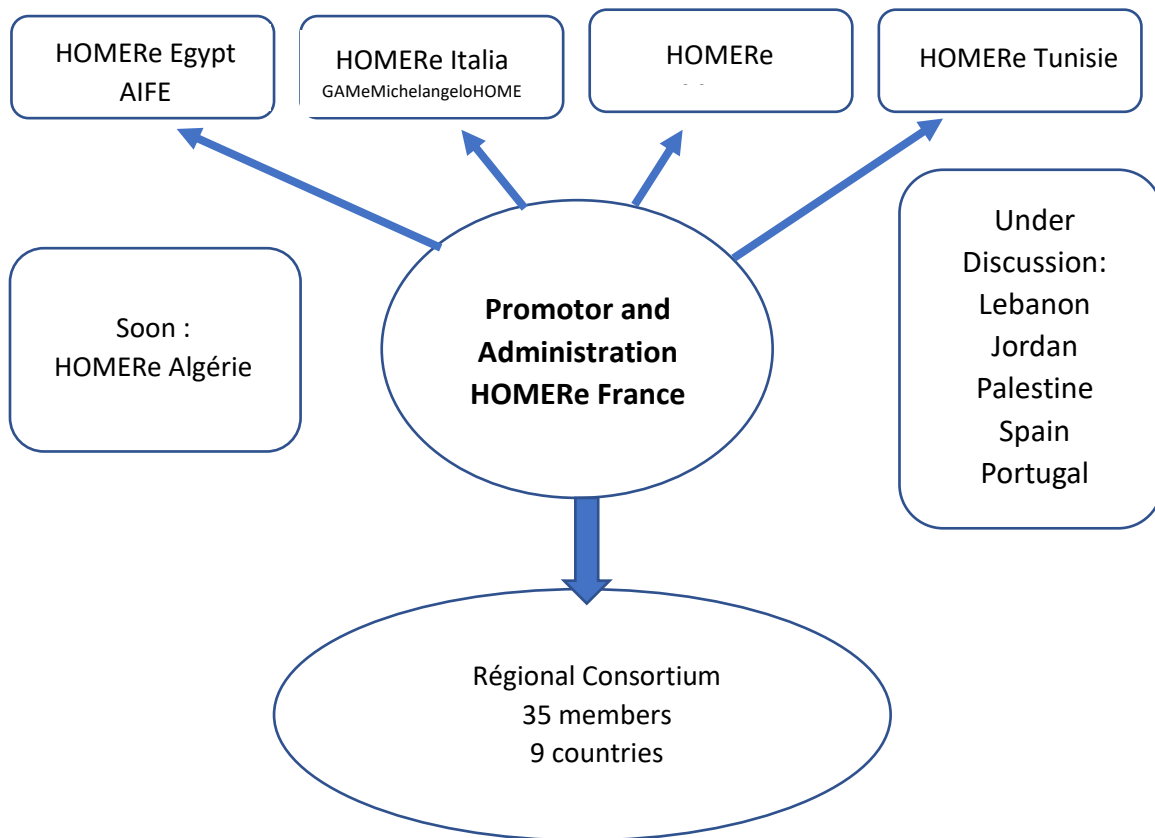 HOMERe Egypt
AIFE
HOMERe Italia
GAMeMichelangeloHOME
HOMERe
HOMERe Tunisie
Soon :
HOMERe Algérie
Promotor and
Administration
HOMERe France
Under
Discussion:
Lebanon
Jordan
Palestine
Spain
Portugal
Régional Consortium
35 members
9 countries